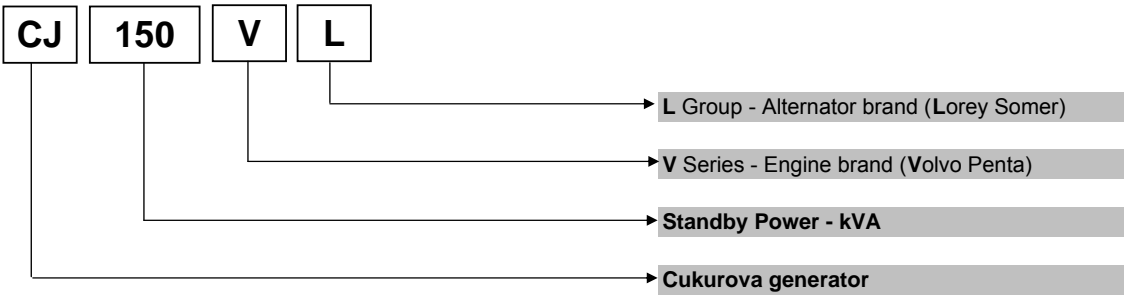 CJ 150 V L
L Group - Alternator brand (Lorey Somer)
V Series - Engine brand (Volvo Penta)
Standby Power - kVA
Cukurova generator